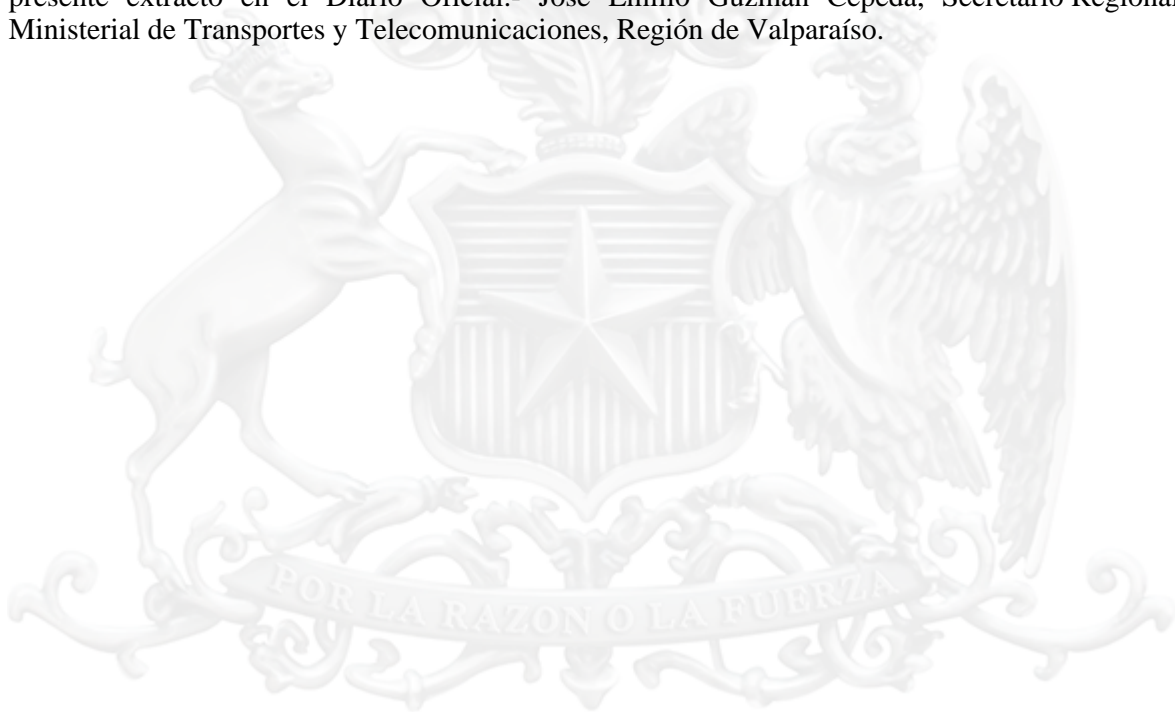 presente extracto en el Diario Oficial.- José Emilio Guzmán Cepeda, Secretario Regional
Ministerial de Transportes y Telecomunicaciones, Región de Valparaíso.
POR LA RAZON O LA FUERZA